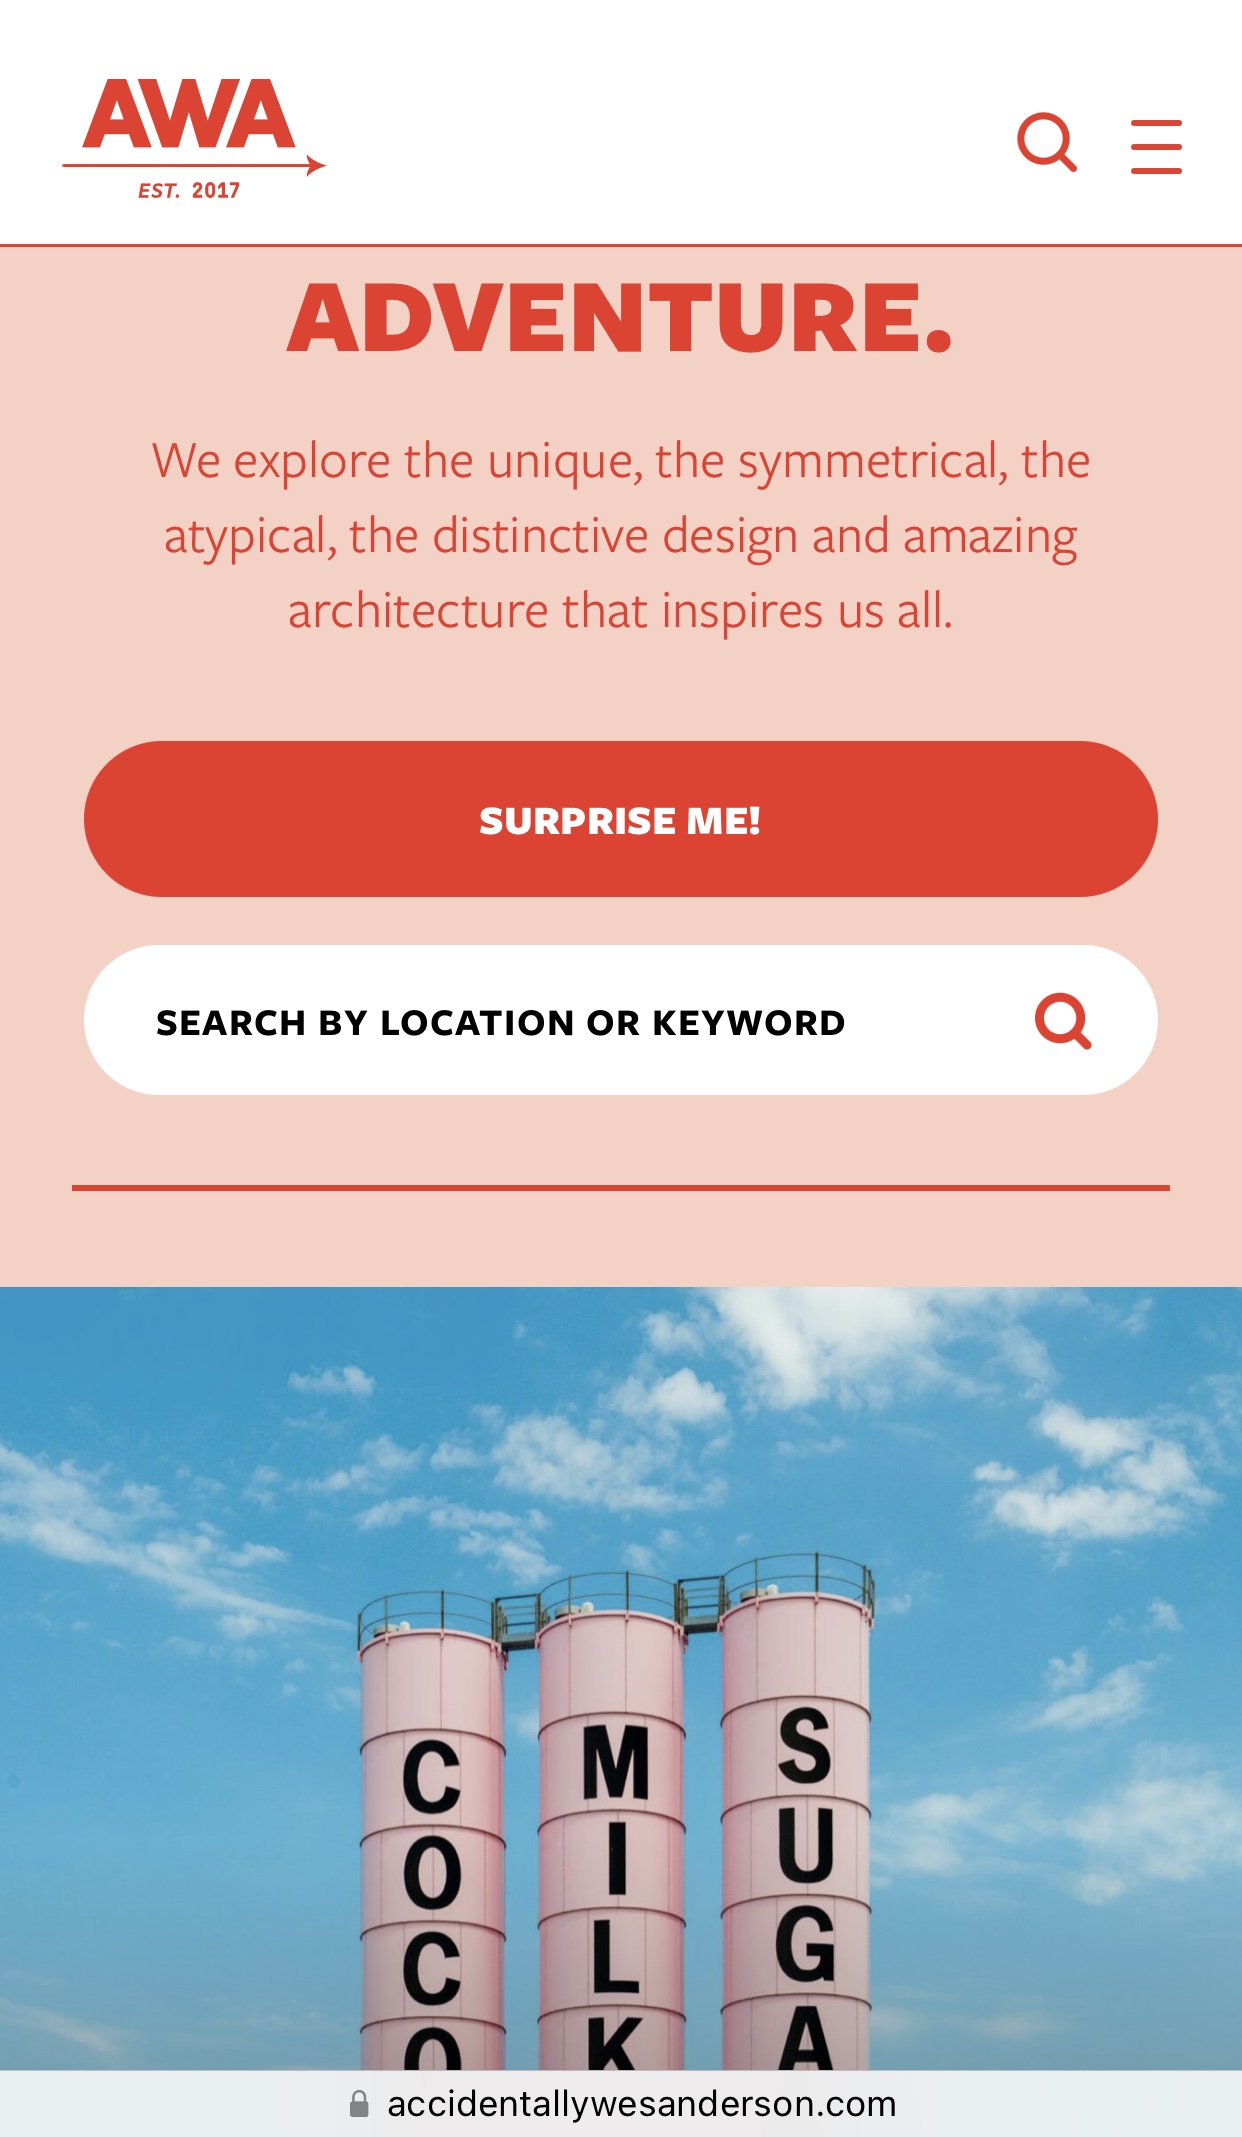 AWA
EST. 2017
ADVENTURE.
We explore the unique, the symmetrical, the
atypical, the distinctive design and amazing
architecture that inspires us all.
SURPRISE ME!
SEARCH BY LOCATION OR KEYWORD
COCO
MILK
SUGA
accidentallywesanderson.com